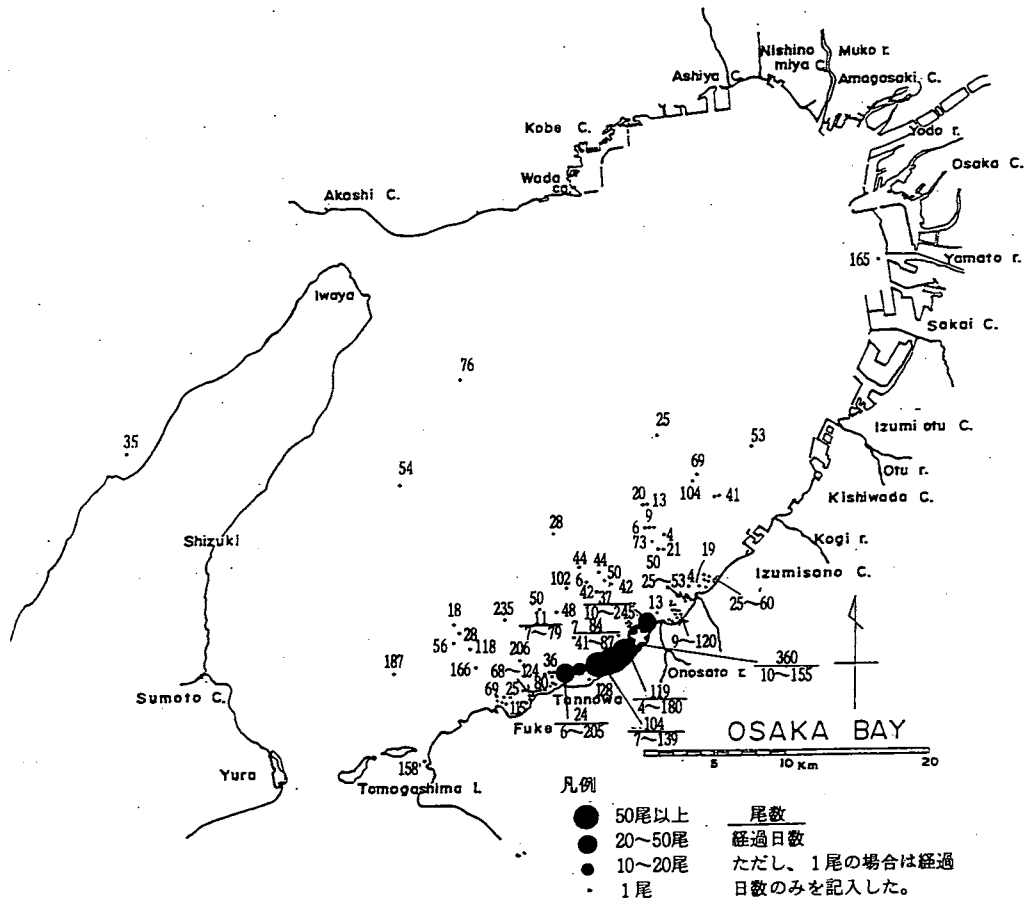 Nishino
miya C.
Muko r.
Ashiya C.
Amagasaki C.
Kobe C.
Yodo r.
Osaka C.
Wada
ca.
Akashi C.
165
Yamato r.
Iwaya
Sakai C.
76
35
25
53
Izumi otu C.
69
54
Otu r.
20
13
104
41
Kishiwada C.
9
28
6
4
Kogi r.
Shizuki
73
21
19
44
44
50
50
Izumisano C.
102
6
42
25~53
4
42
37
10~245
13
25~60
50
48
235
11
7~79
18
7
84
41~87
9~120
28
56
118
206
36
360
10~155
166
68~124
Onosato r.
187
80
119
4~180
Sumoto C.
69
25
128
115
Tannowa
24
6~205
104
7~139
Fuke
OSAKA BAY
5
10 Km
20
Yura
158
Tomogashima I.
凡例
50尾以上
尾数
20~50尾
経過日数
10~20尾
ただし、1尾の場合は経過
1尾
日数のみを記入した。